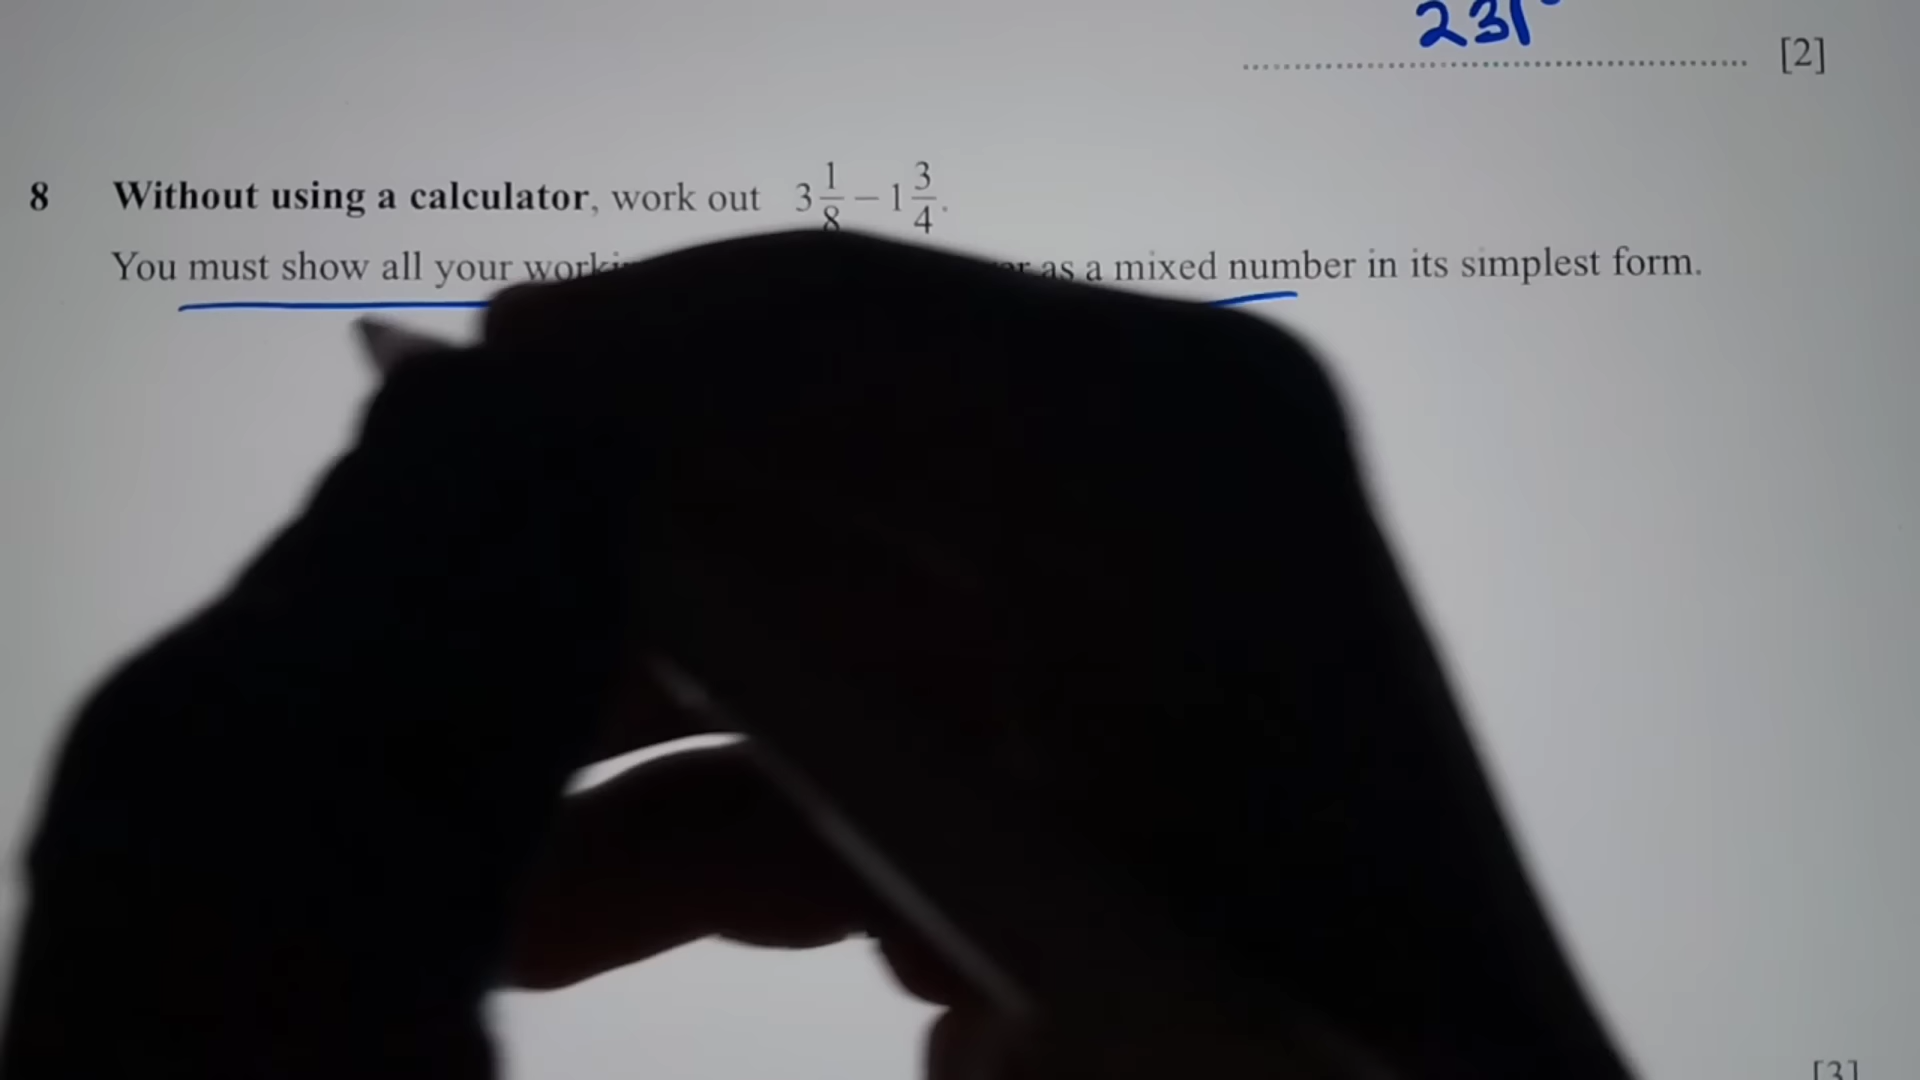 231°
[2]
8 Without using a calculator, work out 3 1/8 − 1 3/4.
You must show all your as a mixed number in its simplest form.
[3]